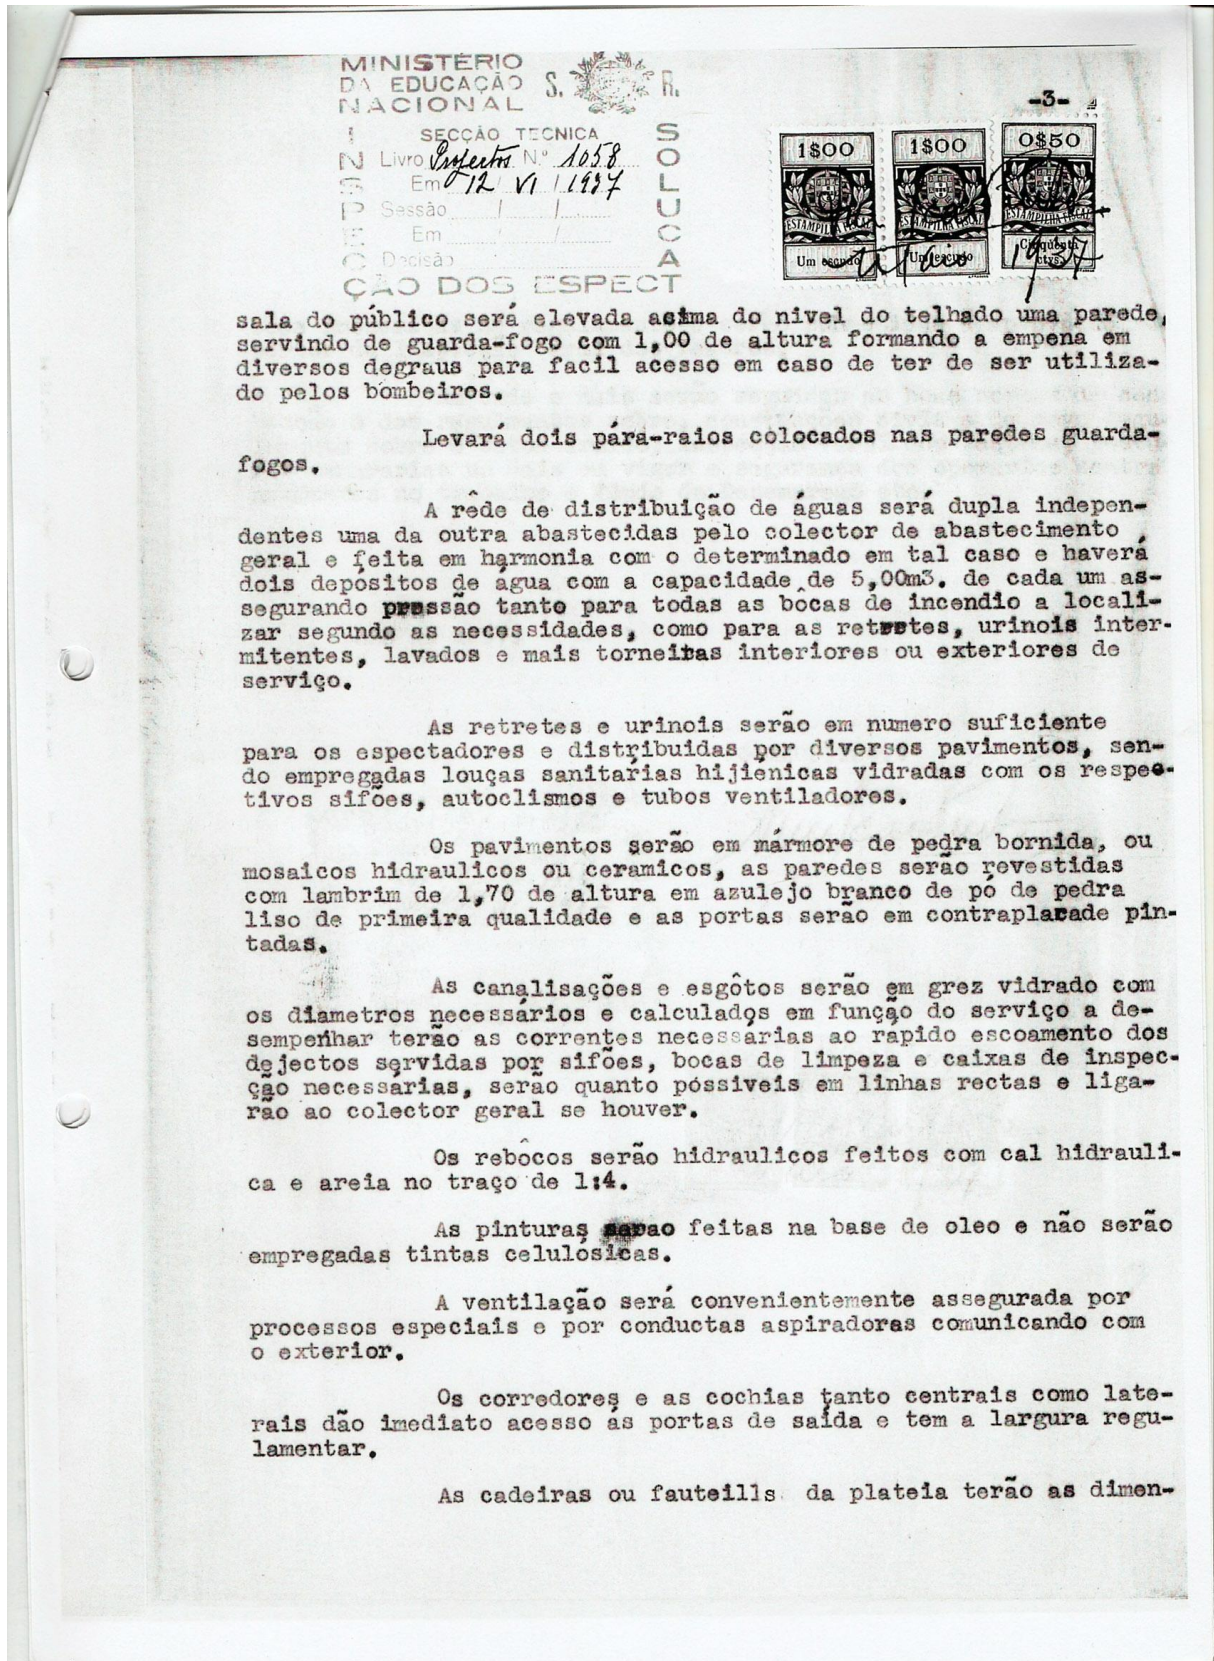 MINISTÉRIO
DA EDUCAÇÃO S. R.
NACIONAL
-3-
INSPEC
SECÇÃO TECNICA
Livro Projectos N.º 1058
Em 12 / VI / 1937
Sessão / /
Em / /
Decisão
SOLUCA
ÇÃO DOS ESPECT
1$00 1$00 0$50
ESTAMPILHA FISCAL ESTAMPILHA FISCAL ESTAMPILHA FISCAL
Um escudo Um escudo Cinquenta ctvs.
Maio 1937
sala do público será elevada acima do nivel do telhado uma parede,
servindo de guarda-fogo com 1,00 de altura formando a empena em
diversos degraus para facil acesso em caso de ter de ser utiliza-
do pelos bombeiros.
Levará dois pára-raios colocados nas paredes guarda-
fogos.
A rêde de distribuição de águas será dupla indepen-
dentes uma da outra abastecidas pelo colector de abastecimento
geral e feita em harmonia com o determinado em tal caso e haverá
dois depósitos de água com a capacidade de 5,00m3. de cada um as-
segurando pressão tanto para todas as bôcas de incendio a locali-
zar segundo as necessidades, como para as retretes, urinois inter-
mitentes, lavados e mais torneiras interiores ou exteriores de
serviço.
As retretes e urinois serão em numero suficiente
para os espectadores e distribuidas por diversos pavimentos, sen-
do empregadas louças sanitárias hijiénicas vidradas com os respec-
tivos sifões, autoclismos e tubos ventiladores.
Os pavimentos serão em mármore de pedra bornida, ou
mosaicos hidraulicos ou ceramicos, as paredes serão revestidas
com lambrim de 1,70 de altura em azulejo branco de pó de pedra
liso de primeira qualidade e as portas serão em contraplacade pin-
tadas.
As canalisações e esgôtos serão em grez vidrado com
os diametros necessários e calculados em função do serviço a de-
sempenhar terão as correntes necessárias ao rapido escoamento dos
dejectos servidas por sifões, bocas de limpeza e caixas de inspec-
ção necessárias, serão quanto póssiveis em linhas rectas e liga-
rão ao colector geral se houver.
Os rebôcos serão hidraulicos feitos com cal hidrauli-
ca e areia no traço de 1:4.
As pinturas serao feitas na base de oleo e não serão
empregadas tintas celulósicas.
A ventilação será convenientemente assegurada por
processos especiais e por conductas aspiradoras comunicando com
o exterior.
Os corredores e as cochias tanto centrais como late-
rais dão imediato acesso ás portas de saída e tem a largura regu-
lamentar.
As cadeiras ou fauteills da plateia terão as dimen-